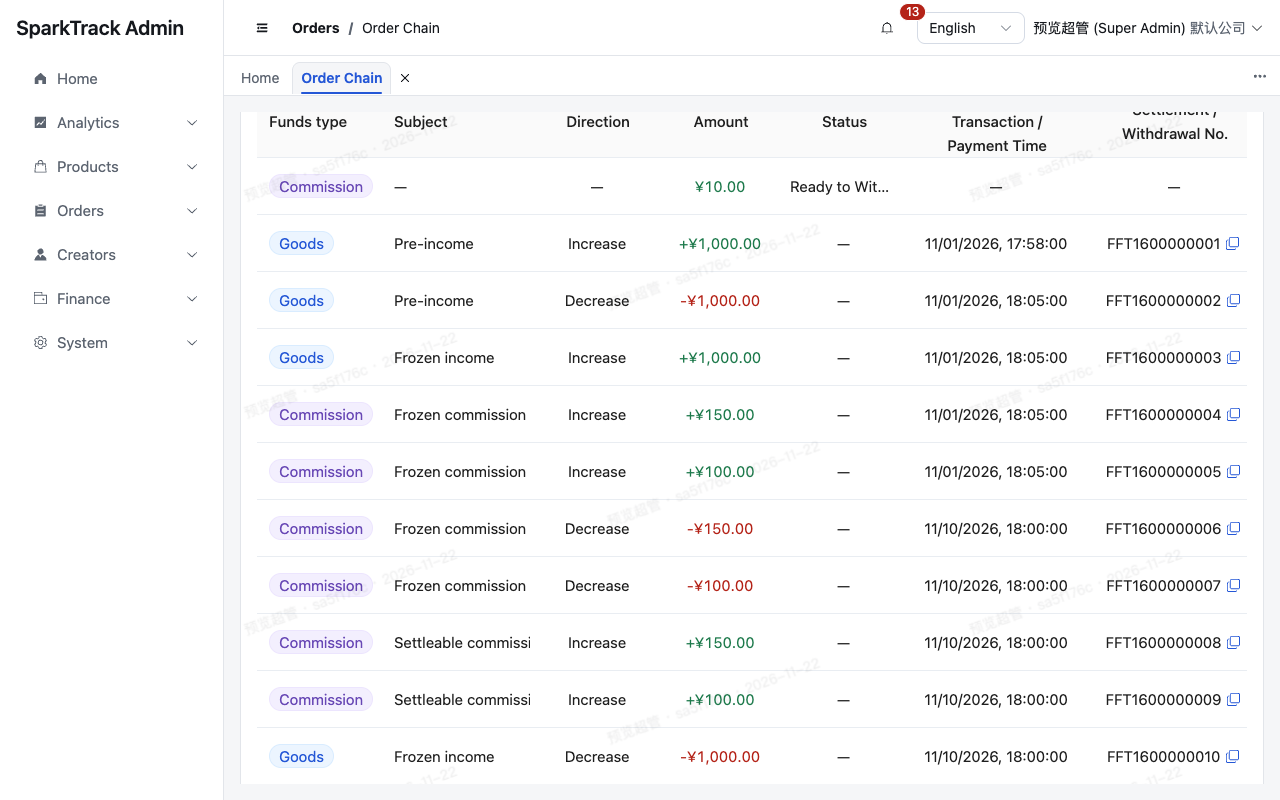 SparkTrack Admin
Orders / Order Chain
13
English
预览超管 (Super Admin) 默认公司
Home
Analytics
Products
Orders
Creators
Finance
System
Home
Order Chain
Funds type Subject Direction Amount Status Transaction / Payment Time Settlement / Withdrawal No.
Commission — — ¥10.00 Ready to Wit... — —
Goods Pre-income Increase +¥1,000.00 — 11/01/2026, 17:58:00 FFT1600000001
Goods Pre-income Decrease -¥1,000.00 — 11/01/2026, 18:05:00 FFT1600000002
Goods Frozen income Increase +¥1,000.00 — 11/01/2026, 18:05:00 FFT1600000003
Commission Frozen commission Increase +¥150.00 — 11/01/2026, 18:05:00 FFT1600000004
Commission Frozen commission Increase +¥100.00 — 11/01/2026, 18:05:00 FFT1600000005
Commission Frozen commission Decrease -¥150.00 — 11/10/2026, 18:00:00 FFT1600000006
Commission Frozen commission Decrease -¥100.00 — 11/10/2026, 18:00:00 FFT1600000007
Commission Settleable commissi Increase +¥150.00 — 11/10/2026, 18:00:00 FFT1600000008
Commission Settleable commissi Increase +¥100.00 — 11/10/2026, 18:00:00 FFT1600000009
Goods Frozen income Decrease -¥1,000.00 — 11/10/2026, 18:00:00 FFT1600000010
预览超管 · sa5f176c · 2026-11-22